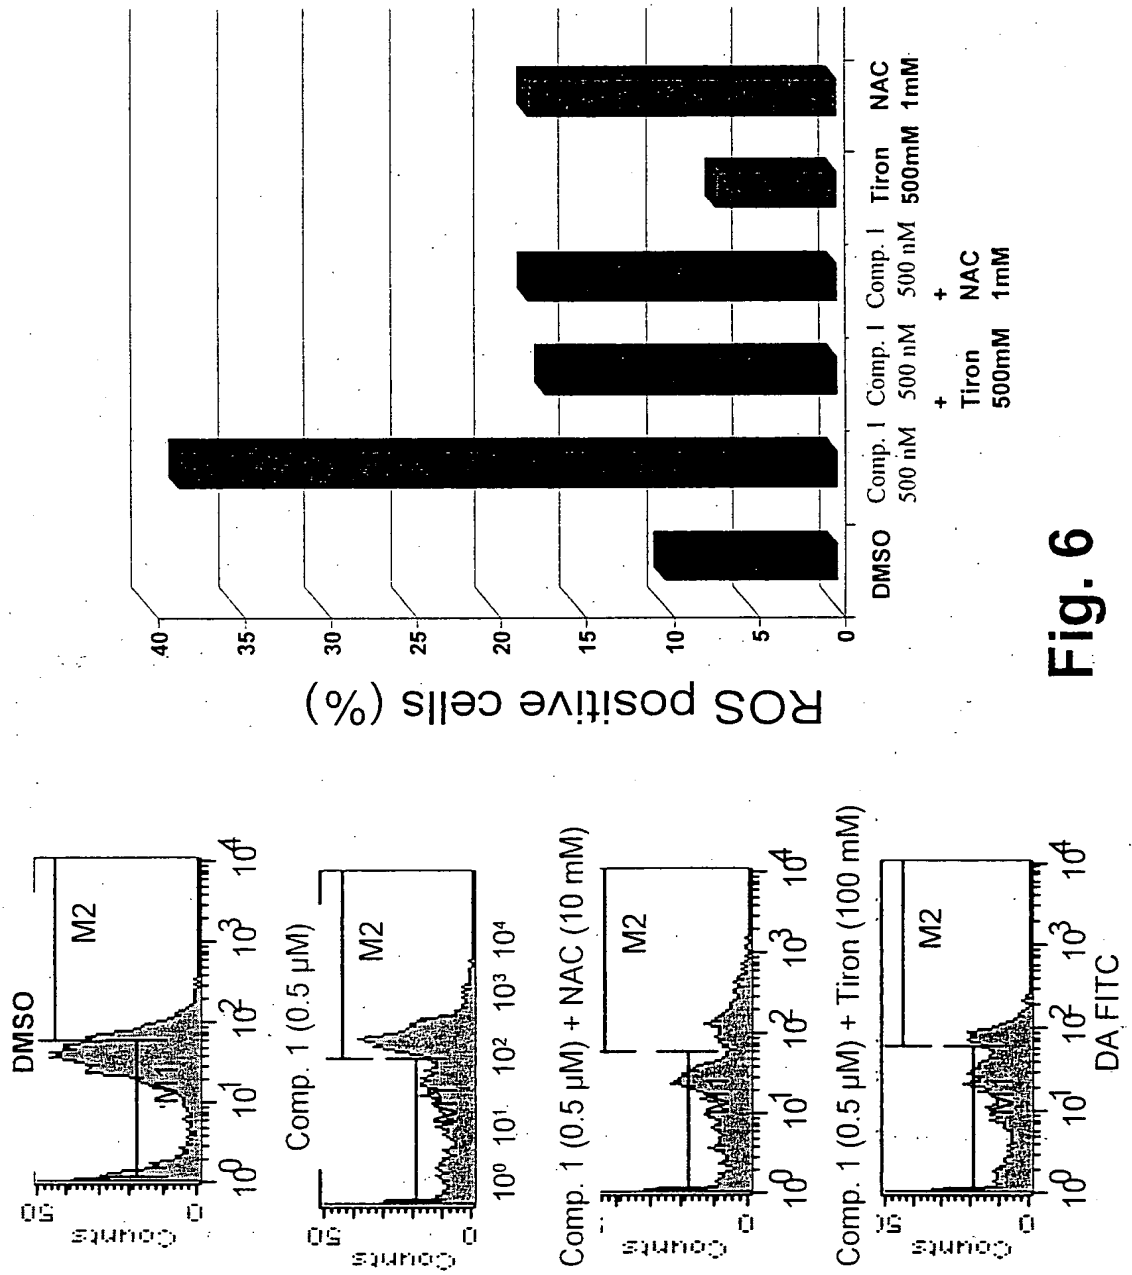 DMSO
Counts
50
0
M1
M2
10⁰ 10¹ 10² 10³ 10⁴
Comp. 1 (0.5 µM)
Counts
50
0
M1
M2
10⁰ 10¹ 10² 10³ 10⁴
Comp. 1 (0.5 µM) + NAC (10 mM)
Counts
0
M1
M2
10⁰ 10¹ 10² 10³ 10⁴
Comp. 1 (0.5 µM) + Tiron (100 mM)
Counts
0
M1
M2
10⁰ 10¹ 10² 10³ 10⁴
DA FITC
ROS positive cells (%)
40
35
30
25
20
15
10
5
0
DMSO
Comp. 1
500 nM
Comp. 1
500 nM
+
Tiron
500mM
Comp. 1
500 nM
+
NAC
1mM
Tiron
500mM
NAC
1mM
Fig. 6